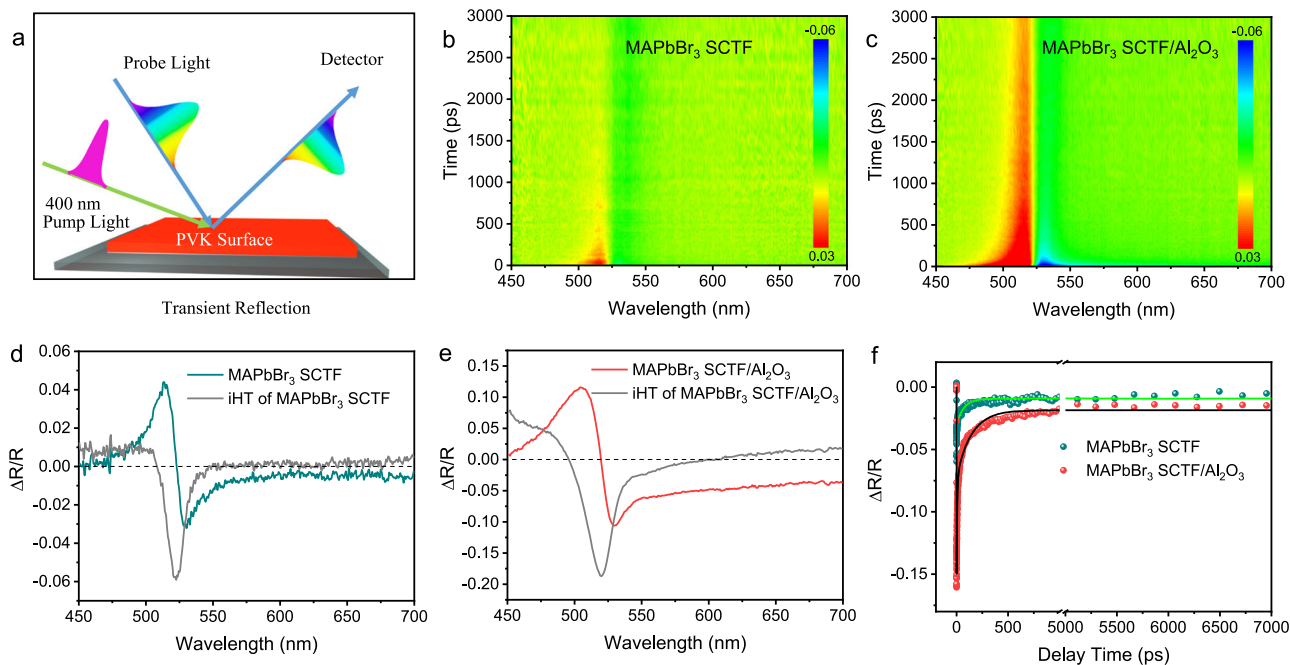 a
Probe Light
Detector
400 nm
Pump Light
PVK Surface
Transient Reflection
b
MAPbBr₃ SCTF
-0.06
0.03
Time (ps)
3000
2500
2000
1500
1000
500
0
450 500 550 600 650 700
Wavelength (nm)
c
MAPbBr₃ SCTF/Al₂O₃
-0.06
0.03
Time (ps)
3000
2500
2000
1500
1000
500
0
450 500 550 600 650 700
Wavelength (nm)
d
MAPbBr₃ SCTF
iHT of MAPbBr₃ SCTF
ΔR/R
0.06
0.04
0.02
0.00
-0.02
-0.04
-0.06
450 500 550 600 650 700
Wavelength (nm)
e
MAPbBr₃ SCTF/Al₂O₃
iHT of MAPbBr₃ SCTF/Al₂O₃
ΔR/R
0.15
0.10
0.05
0.00
-0.05
-0.10
-0.15
-0.20
450 500 550 600 650 700
Wavelength (nm)
f
MAPbBr₃ SCTF
MAPbBr₃ SCTF/Al₂O₃
ΔR/R
0.00
-0.05
-0.10
-0.15
0 500 5000 5500 6000 6500 7000
Delay Time (ps)